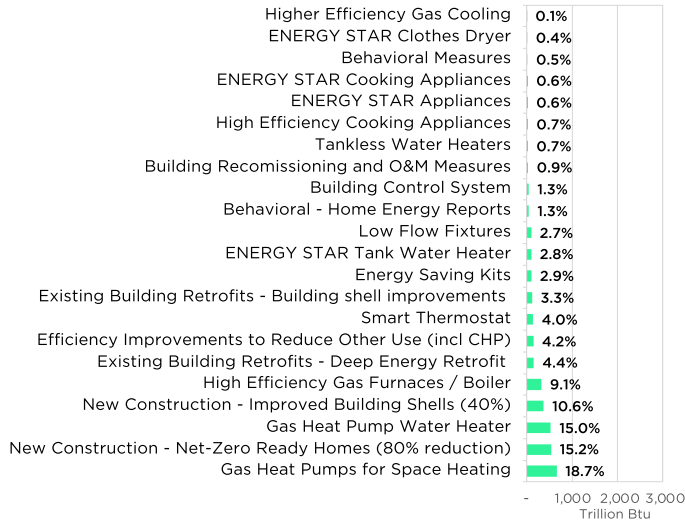 Higher Efficiency Gas Cooling 0.1%
ENERGY STAR Clothes Dryer 0.4%
Behavioral Measures 0.5%
ENERGY STAR Cooking Appliances 0.6%
ENERGY STAR Appliances 0.6%
High Efficiency Cooking Appliances 0.7%
Tankless Water Heaters 0.7%
Building Recomissioning and O&M Measures 0.9%
Building Control System 1.3%
Behavioral - Home Energy Reports 1.3%
Low Flow Fixtures 2.7%
ENERGY STAR Tank Water Heater 2.8%
Energy Saving Kits 2.9%
Existing Building Retrofits - Building shell improvements 3.3%
Smart Thermostat 4.0%
Efficiency Improvements to Reduce Other Use (incl CHP) 4.2%
Existing Building Retrofits - Deep Energy Retrofit 4.4%
High Efficiency Gas Furnaces / Boiler 9.1%
New Construction - Improved Building Shells (40%) 10.6%
Gas Heat Pump Water Heater 15.0%
New Construction - Net-Zero Ready Homes (80% reduction) 15.2%
Gas Heat Pumps for Space Heating 18.7%
- 1,000 2,000 3,000
Trillion Btu